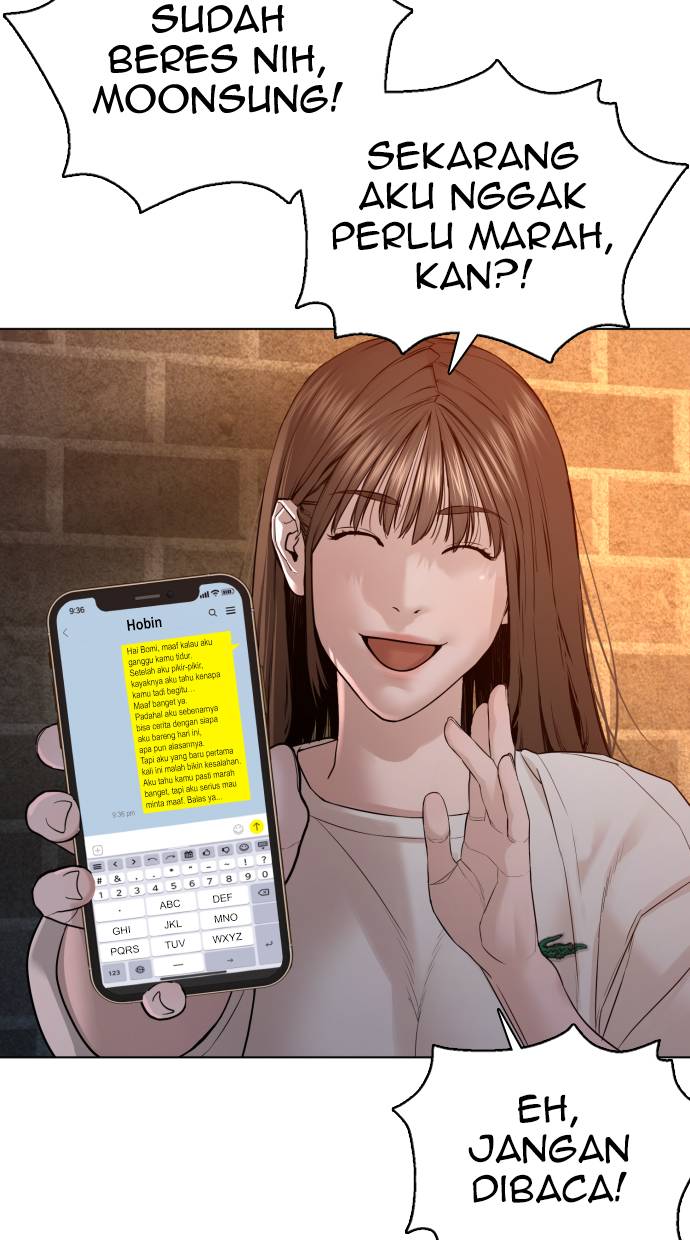 SUDAH
BERES NIH,
MOONSUNG!
SEKARANG
AKU NGGAK
PERLU MARAH,
KAN?!
9:36
Hobin
Hai Bomi, maaf kalau aku
ganggu kamu tidur.
Setelah aku pikir-pikir,
kayaknya aku tahu kenapa
kamu tadi begitu...
Maaf banget ya.
Padahal aku sebenarnya
bisa cerita dengan siapa
aku bareng hari ini,
apa pun alasannya.
Tapi aku yang baru pertama
kali ini malah bikin kesalahan.
Aku tahu kamu pasti marah
banget, tapi aku serius mau
minta maaf. Balas ya...
9:36 pm
# & , . • " - ' ! ?
1 2 3 4 5 6 7 8 9 0
. ABC DEF
GHI JKL MNO
PQRS TUV WXYZ
123
EH,
JANGAN
DIBACA!